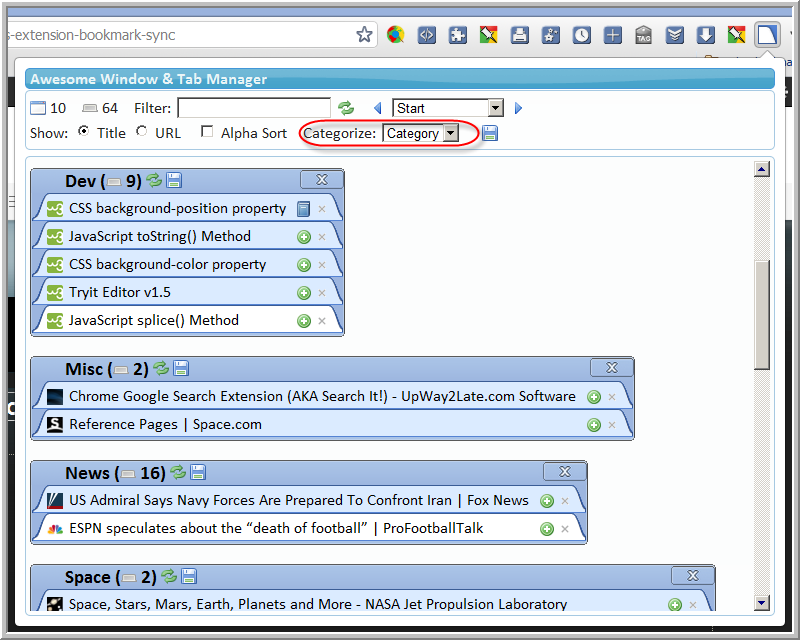 s-extension-bookmark-sync
TAG
Awesome Window & Tab Manager
10 64 Filter: Start
Show: Title URL Alpha Sort Categorize: Category
Dev ( 9)
CSS background-position property
JavaScript toString() Method
CSS background-color property
Tryit Editor v1.5
JavaScript splice() Method
Misc ( 2)
Chrome Google Search Extension (AKA Search It!) - UpWay2Late.com Software
S Reference Pages | Space.com
News ( 16)
US Admiral Says Navy Forces Are Prepared To Confront Iran | Fox News
ESPN speculates about the “death of football” | ProFootballTalk
Space ( 2)
Space, Stars, Mars, Earth, Planets and More - NASA Jet Propulsion Laboratory